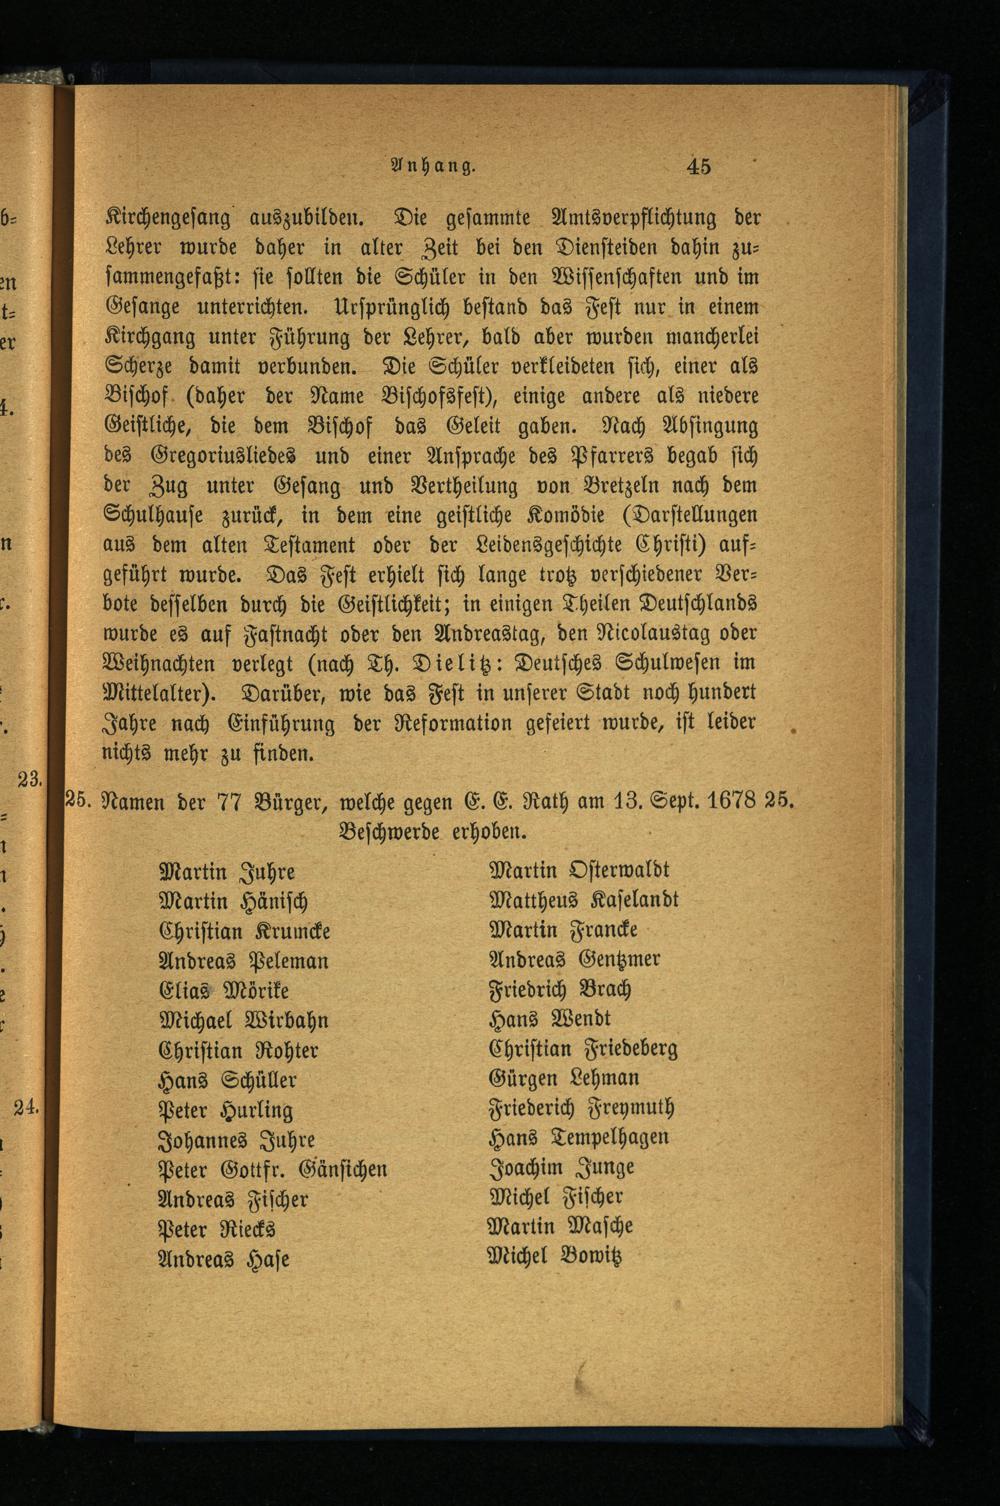 Anhang. 45
Kirchengesang auszubilden. Die gesammte Amtsverpflichtung der
Lehrer wurde daher in alter Zeit bei den Diensteiden dahin zu=
sammengefaßt: sie sollten die Schüler in den Wissenschaften und im
Gesange unterrichten. Ursprünglich bestand das Fest nur in einem
Kirchgang unter Führung der Lehrer, bald aber wurden mancherlei
Scherze damit verbunden. Die Schüler verkleideten sich, einer als
Bischof (daher der Name Bischofsfest), einige andere als niedere
Geistliche, die dem Bischof das Geleit gaben. Nach Absingung
des Gregoriusliedes und einer Ansprache des Pfarrers begab sich
der Zug unter Gesang und Vertheilung von Bretzeln nach dem
Schulhause zurück, in dem eine geistliche Komödie (Darstellungen
aus dem alten Testament oder der Leidensgeschichte Christi) auf=
geführt wurde. Das Fest erhielt sich lange trotz verschiedener Ver=
bote desselben durch die Geistlichkeit; in einigen Theilen Deutschlands
wurde es auf Fastnacht oder den Andreastag, den Nicolaustag oder
Weihnachten verlegt (nach Th. Dielitz: Deutsches Schulwesen im
Mittelalter). Darüber, wie das Fest in unserer Stadt noch hundert
Jahre nach Einführung der Reformation gefeiert wurde, ist leider
nichts mehr zu finden.
23.
25. Namen der 77 Bürger, welche gegen E. E. Rath am 13. Sept. 1678 25.
Beschwerde erhoben.
Martin Juhre
Martin Hänisch
Christian Krumcke
Andreas Peleman
Elias Mörike
Michael Wirbahn
Christian Rohter
Hans Schüller
24.
Peter Hurling
Johannes Juhre
Peter Gottfr. Gänsichen
Andreas Fischer
Peter Riecks
Andreas Hase
Martin Osterwaldt
Mattheus Kaselandt
Martin Francke
Andreas Gentzmer
Friedrich Brach
Hans Wendt
Christian Friedeberg
Gürgen Lehman
Friederich Freymuth
Hans Tempelhagen
Joachim Junge
Michel Fischer
Martin Masche
Michel Bowitz